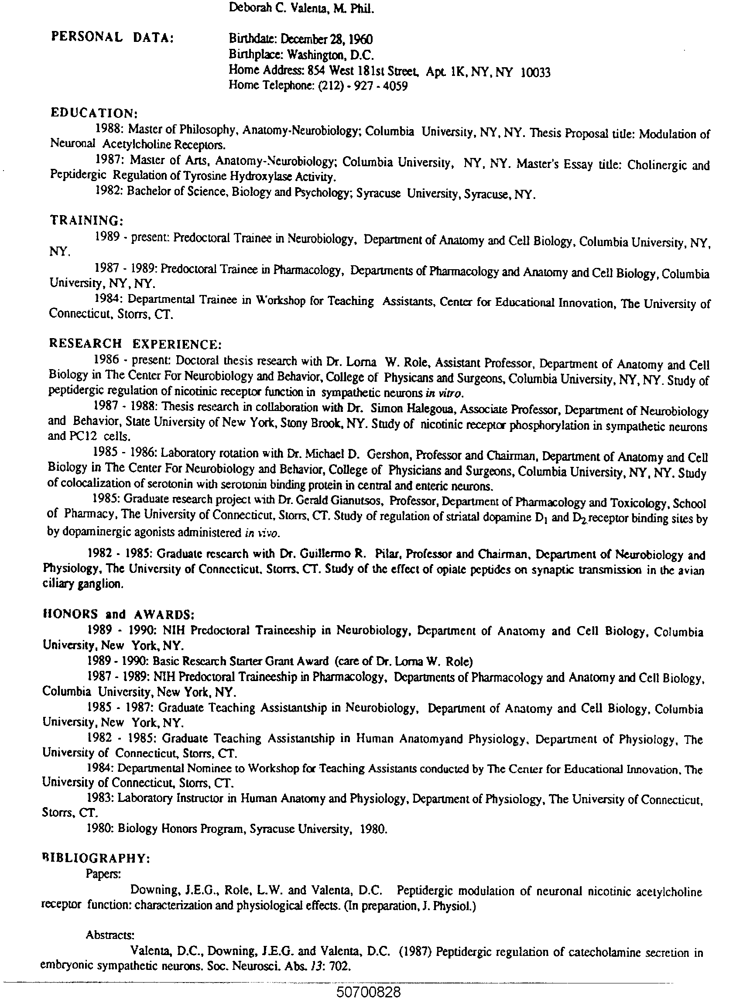 Deborah C. Valenta, M. Phil.
PERSONAL DATA: Birthdate: December 28, 1960
Birthplace: Washington, D.C.
Home Address: 854 West 181st Street, Apt. 1K, NY, NY 10033
Home Telephone: (212) - 927 - 4059
EDUCATION:
1988: Master of Philosophy, Anatomy-Neurobiology; Columbia University, NY, NY. Thesis Proposal title: Modulation of
Neuronal Acetylcholine Receptors.
1987: Master of Arts, Anatomy-Neurobiology; Columbia University, NY, NY. Master's Essay title: Cholinergic and
Peptidergic Regulation of Tyrosine Hydroxylase Activity.
1982: Bachelor of Science, Biology and Psychology; Syracuse University, Syracuse, NY.
TRAINING:
1989 - present: Predoctoral Trainee in Neurobiology, Department of Anatomy and Cell Biology, Columbia University, NY,
NY.
1987 - 1989: Predoctoral Trainee in Pharmacology, Departments of Pharmacology and Anatomy and Cell Biology, Columbia
University, NY, NY.
1984: Departmental Trainee in Workshop for Teaching Assistants, Center for Educational Innovation, The University of
Connecticut, Storrs, CT.
RESEARCH EXPERIENCE:
1986 - present: Doctoral thesis research with Dr. Lorna W. Role, Assistant Professor, Department of Anatomy and Cell
Biology in The Center For Neurobiology and Behavior, College of Physicans and Surgeons, Columbia University, NY, NY. Study of
peptidergic regulation of nicotinic receptor function in sympathetic neurons in vitro.
1987 - 1988: Thesis research in collaboration with Dr. Simon Halegoua, Associate Professor, Department of Neurobiology
and Behavior, State University of New York, Stony Brook, NY. Study of nicotinic receptor phosphorylation in sympathetic neurons
and PC12 cells.
1985 - 1986: Laboratory rotation with Dr. Michael D. Gershon, Professor and Chairman, Department of Anatomy and Cell
Biology in The Center For Neurobiology and Behavior, College of Physicians and Surgeons, Columbia University, NY, NY. Study
of colocalization of serotonin with serotonin binding protein in central and enteric neurons.
1985: Graduate research project with Dr. Gerald Gianutsos, Professor, Department of Pharmacology and Toxicology, School
of Pharmacy, The University of Connecticut, Storrs, CT. Study of regulation of striatal dopamine D1 and D2 receptor binding sites by
by dopaminergic agonists administered in vivo.
1982 - 1985: Graduate research with Dr. Guillermo R. Pilar, Professor and Chairman, Department of Neurobiology and
Physiology, The University of Connecticut, Storrs, CT. Study of the effect of opiate peptides on synaptic transmission in the avian
ciliary ganglion.
HONORS and AWARDS:
1989 - 1990: NIH Predoctoral Traineeship in Neurobiology, Department of Anatomy and Cell Biology, Columbia
University, New York, NY.
1989 - 1990: Basic Research Starter Grant Award (care of Dr. Lorna W. Role)
1987 - 1989: NIH Predoctoral Traineeship in Pharmacology, Departments of Pharmacology and Anatomy and Cell Biology,
Columbia University, New York, NY.
1985 - 1987: Graduate Teaching Assistantship in Neurobiology, Department of Anatomy and Cell Biology, Columbia
University, New York, NY.
1982 - 1985: Graduate Teaching Assistantship in Human Anatomyand Physiology, Department of Physiology, The
University of Connecticut, Storrs, CT.
1984: Departmental Nominee to Workshop for Teaching Assistants conducted by The Center for Educational Innovation, The
University of Connecticut, Storrs, CT.
1983: Laboratory Instructor in Human Anatomy and Physiology, Department of Physiology, The University of Connecticut,
Storrs, CT.
1980: Biology Honors Program, Syracuse University, 1980.
BIBLIOGRAPHY:
Papers:
Downing, J.E.G., Role, L.W. and Valenta, D.C. Peptidergic modulation of neuronal nicotinic acetylcholine
receptor function: characterization and physiological effects. (In preparation, J. Physiol.)
Abstracts:
Valenta, D.C., Downing, J.E.G. and Valenta, D.C. (1987) Peptidergic regulation of catecholamine secretion in
embryonic sympathetic neurons. Soc. Neurosci. Abs. 13: 702.
50700828